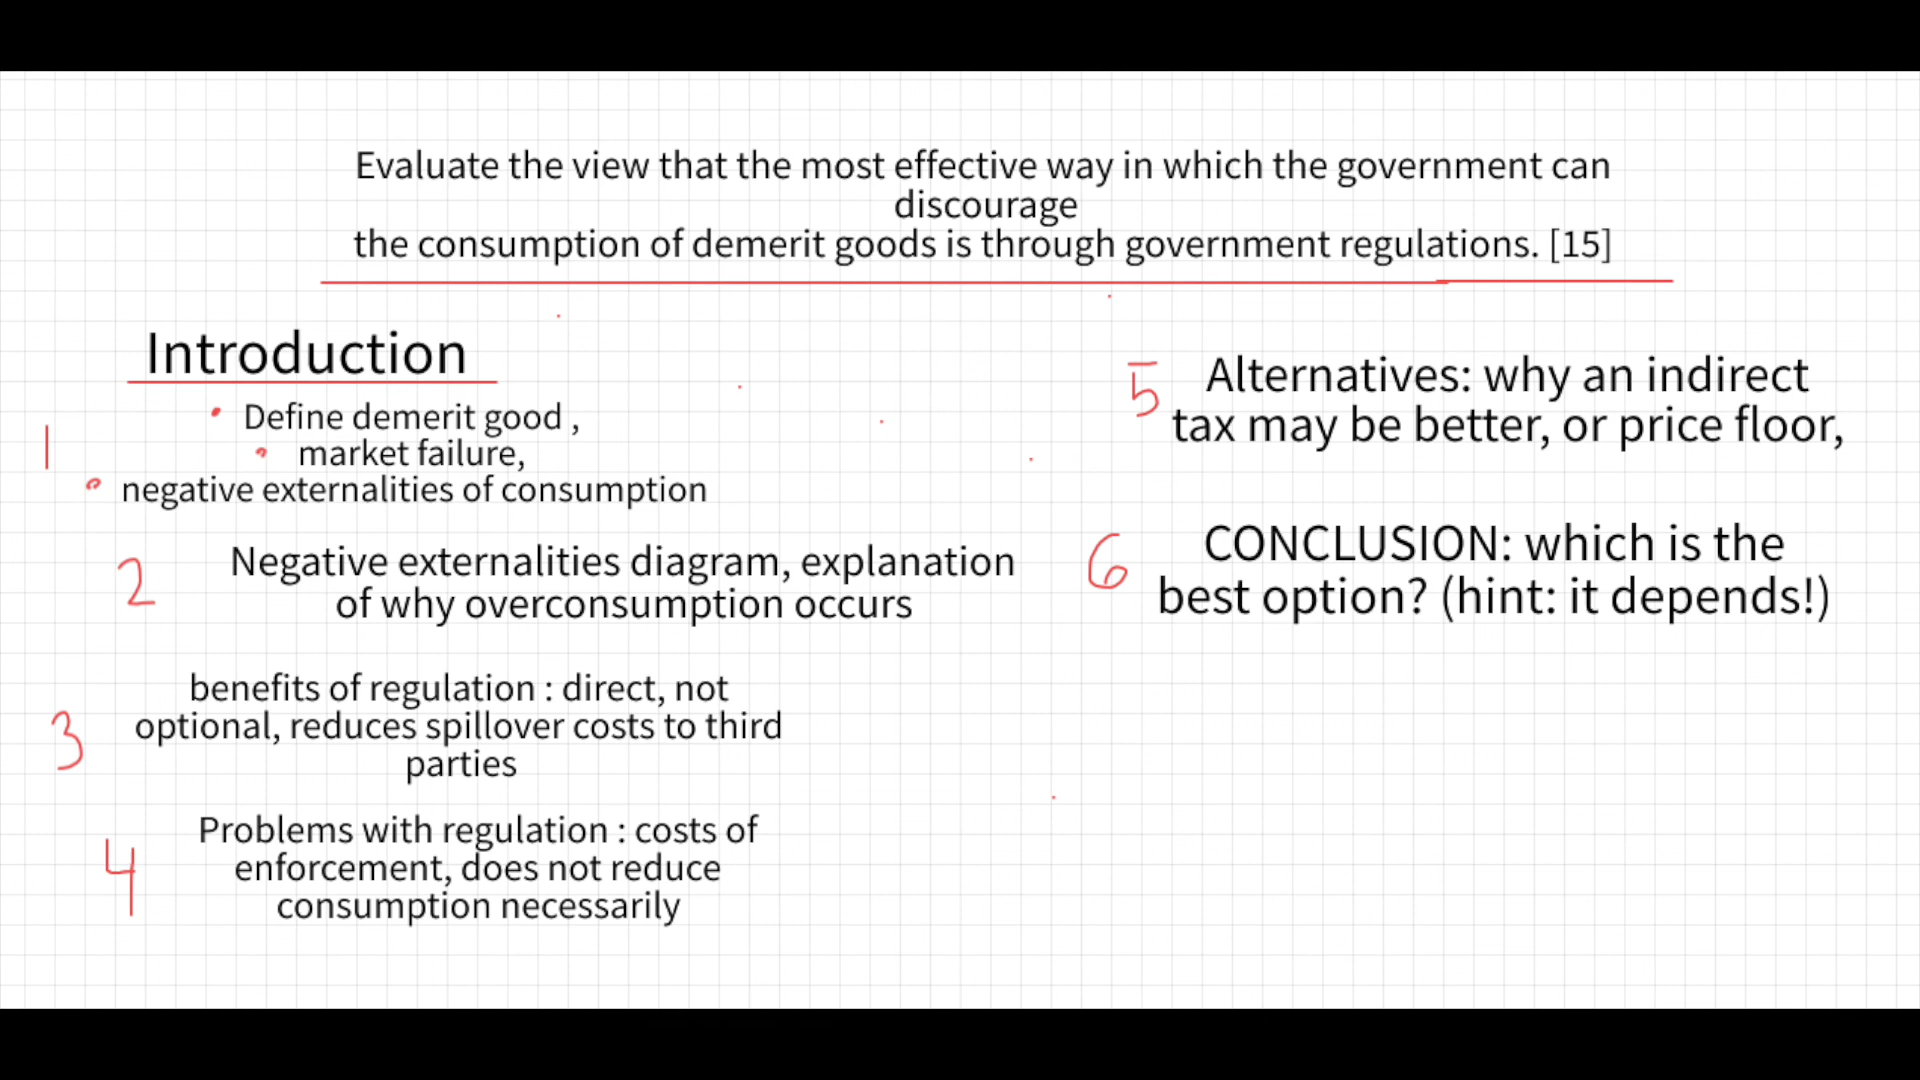 Evaluate the view that the most effective way in which the government can
discourage
the consumption of demerit goods is through government regulations. [15]
Introduction
1
Define demerit good ,
market failure,
negative externalities of consumption
2
Negative externalities diagram, explanation
of why overconsumption occurs
3
benefits of regulation : direct, not
optional, reduces spillover costs to third
parties
4
Problems with regulation : costs of
enforcement, does not reduce
consumption necessarily
5
Alternatives: why an indirect
tax may be better, or price floor,
6
CONCLUSION: which is the
best option? (hint: it depends!)